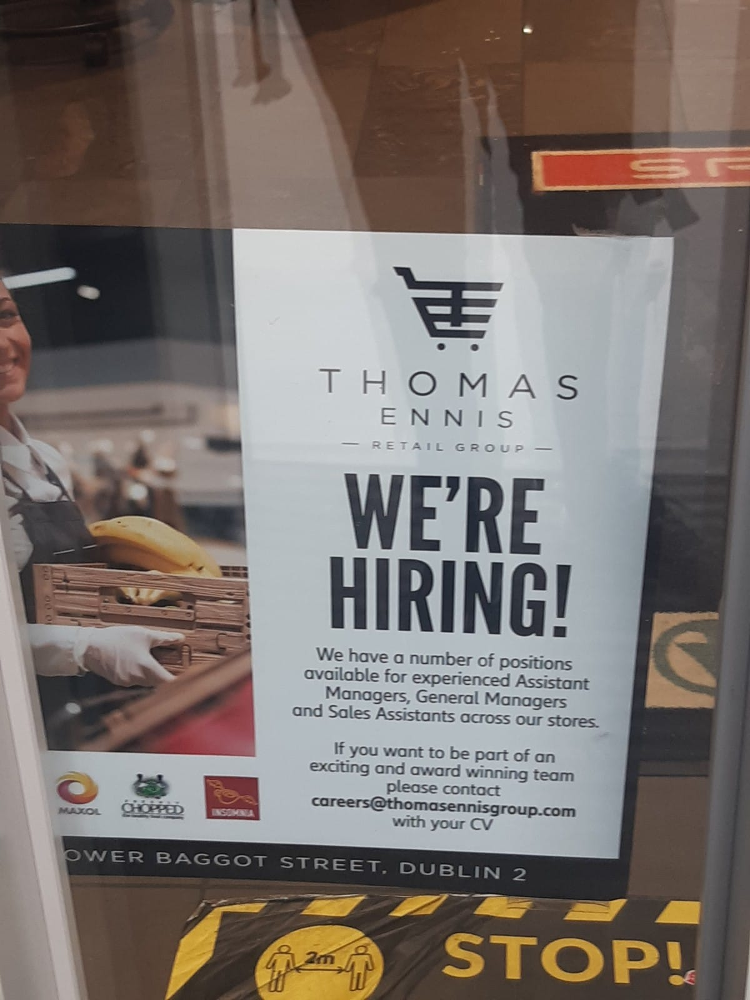 THOMAS
ENNIS
RETAIL GROUP
WE'RE
HIRING!
We have a number of positions
available for experienced Assistant
Managers, General Managers
and Sales Assistants across our stores.
If you want to be part of an
exciting and award winning team
please contact
careers@thomasennisgroup.com
with your CV
MAXOL
FRESHLY
CHOPPED
INSOMNIA
OWER BAGGOT STREET, DUBLIN 2
2m
STOP!